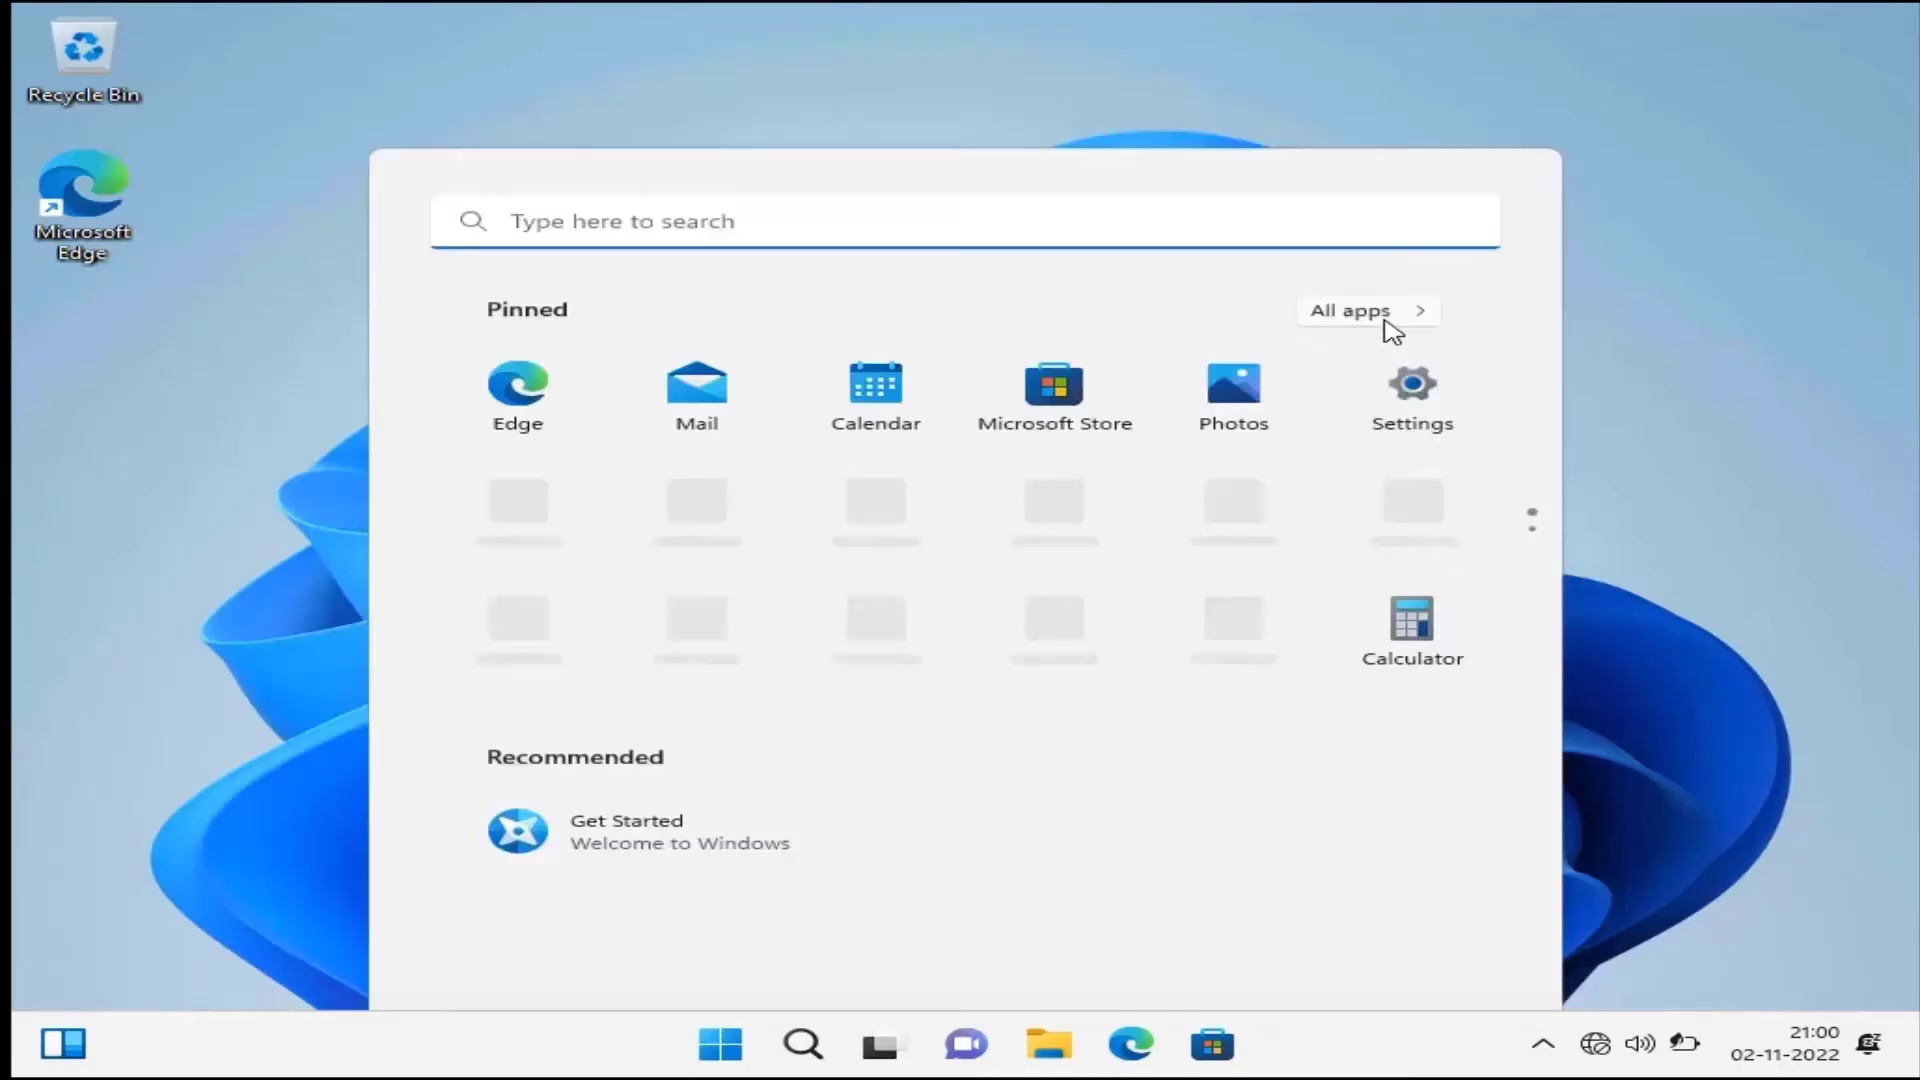 Recycle Bin
Microsoft
Edge
Type here to search
Pinned
All apps
Edge
Mail
Calendar
Microsoft Store
Photos
Settings
Calculator
Recommended
Get Started
Welcome to Windows
21:00
02-11-2022